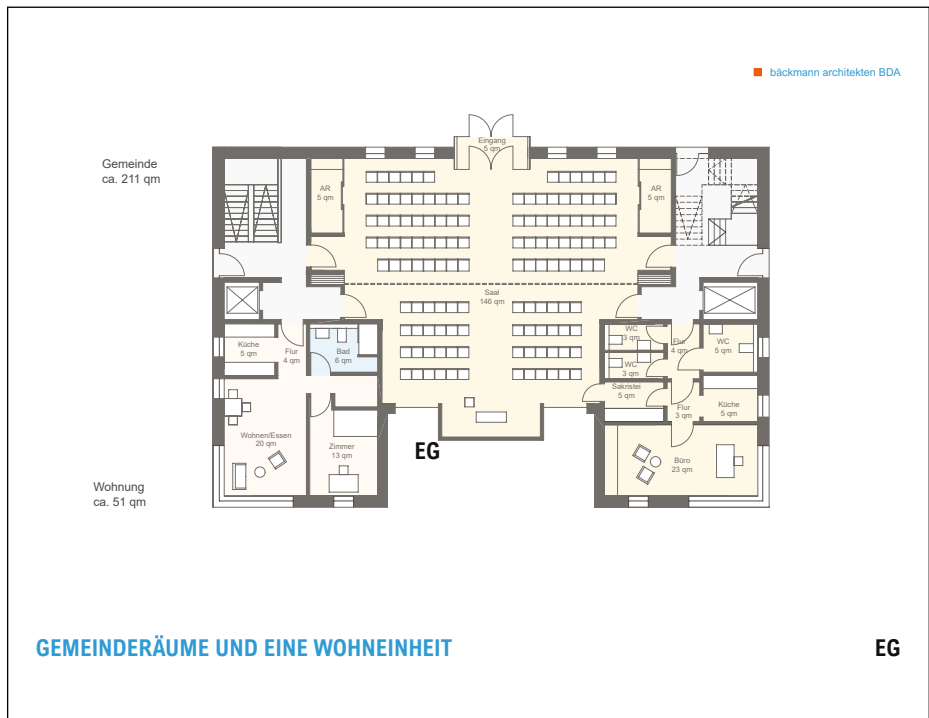 bäckmann architekten BDA
Gemeinde
ca. 211 qm
Eingang
5 qm
AR
5 qm
AR
5 qm
Saal
146 qm
Küche
5 qm
Flur
4 qm
Bad
6 qm
WC
3 qm
Flur
4 qm
WC
5 qm
WC
3 qm
Sakristei
5 qm
Flur
3 qm
Küche
5 qm
Wohnen/Essen
20 qm
Zimmer
13 qm
EG
Büro
23 qm
Wohnung
ca. 51 qm
GEMEINDERÄUME UND EINE WOHNEINHEIT
EG